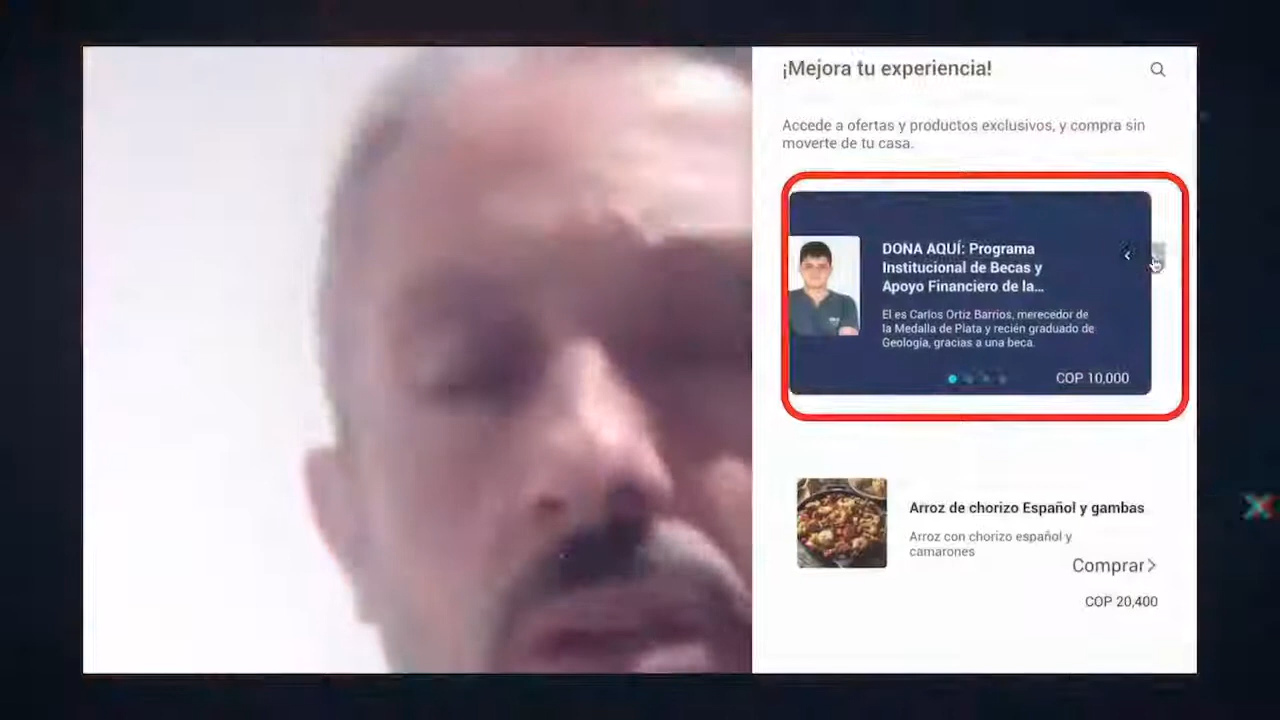 ¡Mejora tu experiencia!
Accede a ofertas y productos exclusivos, y compra sin
moverte de tu casa.
DONA AQUÍ: Programa
Institucional de Becas y
Apoyo Financiero de la...
El es Carlos Ortiz Barrios, merecedor de
la Medalla de Plata y recién graduado de
Geología, gracias a una beca.
COP 10,000
Arroz de chorizo Español y gambas
Arroz con chorizo español y
camarones
Comprar
COP 20,400